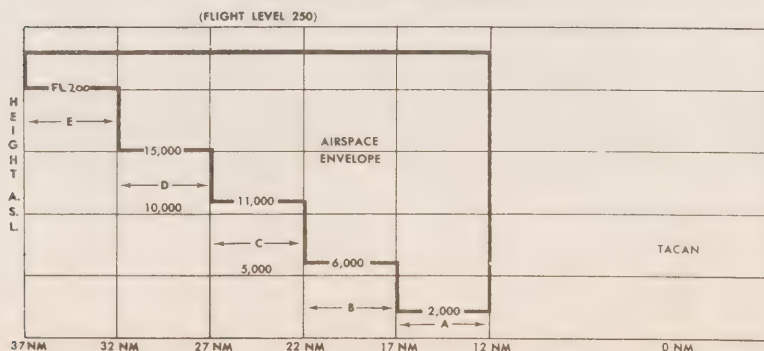 (FLIGHT LEVEL 250)
HEIGHT A.S.L.
FL 200
E
AIRSPACE
ENVELOPE
15,000
D
10,000
11,000
C
5,000
6,000
B
TACAN
2,000
A
37 NM 32 NM 27 NM 22 NM 17 NM 12 NM 0 NM